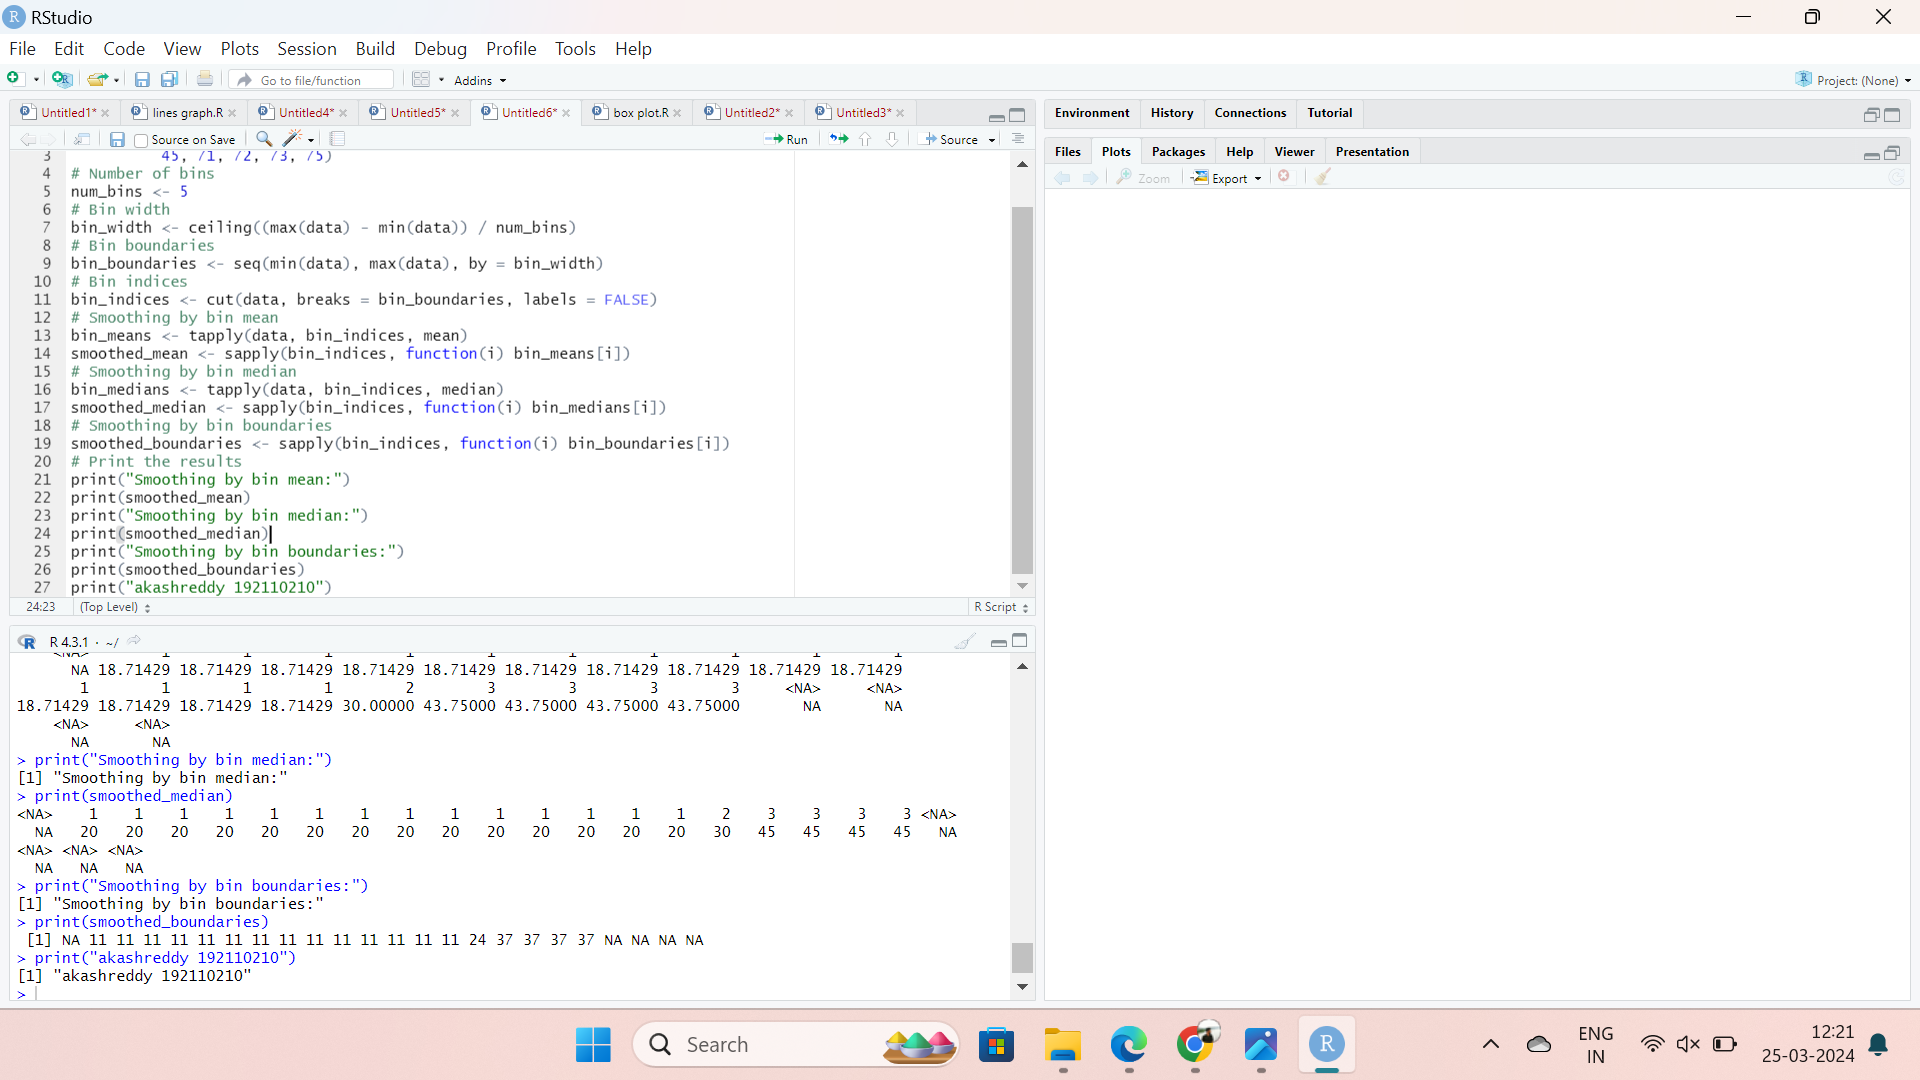 RStudio
File Edit Code View Plots Session Build Debug Profile Tools Help
Go to file/function Addins Project: (None)
Untitled1* lines graph.R Untitled4* Untitled5* Untitled6* box plot.R Untitled2* Untitled3*
Source on Save Run Source
3 45, 71, 72, 73, 75)
4 # Number of bins
5 num_bins <- 5
6 # Bin width
7 bin_width <- ceiling((max(data) - min(data)) / num_bins)
8 # Bin boundaries
9 bin_boundaries <- seq(min(data), max(data), by = bin_width)
10 # Bin indices
11 bin_indices <- cut(data, breaks = bin_boundaries, labels = FALSE)
12 # Smoothing by bin mean
13 bin_means <- tapply(data, bin_indices, mean)
14 smoothed_mean <- sapply(bin_indices, function(i) bin_means[i])
15 # Smoothing by bin median
16 bin_medians <- tapply(data, bin_indices, median)
17 smoothed_median <- sapply(bin_indices, function(i) bin_medians[i])
18 # Smoothing by bin boundaries
19 smoothed_boundaries <- sapply(bin_indices, function(i) bin_boundaries[i])
20 # Print the results
21 print("Smoothing by bin mean:")
22 print(smoothed_mean)
23 print("Smoothing by bin median:")
24 print(smoothed_median)
25 print("Smoothing by bin boundaries:")
26 print(smoothed_boundaries)
27 print("akashreddy 192110210")
24:23 (Top Level) R Script
R 4.3.1 · ~/
<NA> 1 1 1 1 1 1 1 1 1 1
NA 18.71429 18.71429 18.71429 18.71429 18.71429 18.71429 18.71429 18.71429 18.71429 18.71429
1 1 1 1 2 3 3 3 3 <NA> <NA>
18.71429 18.71429 18.71429 18.71429 30.00000 43.75000 43.75000 43.75000 43.75000 NA NA
<NA> <NA>
NA NA
> print("Smoothing by bin median:")
[1] "Smoothing by bin median:"
> print(smoothed_median)
<NA> 1 1 1 1 1 1 1 1 1 1 1 1 1 1 2 3 3 3 3 <NA>
NA 20 20 20 20 20 20 20 20 20 20 20 20 20 20 30 45 45 45 45 NA
<NA> <NA> <NA>
NA NA NA
> print("Smoothing by bin boundaries:")
[1] "Smoothing by bin boundaries:"
> print(smoothed_boundaries)
[1] NA 11 11 11 11 11 11 11 11 11 11 11 11 11 11 24 37 37 37 37 NA NA NA NA
> print("akashreddy 192110210")
[1] "akashreddy 192110210"
>
Environment History Connections Tutorial
Files Plots Packages Help Viewer Presentation
Zoom Export
Search
ENG
IN
12:21
25-03-2024